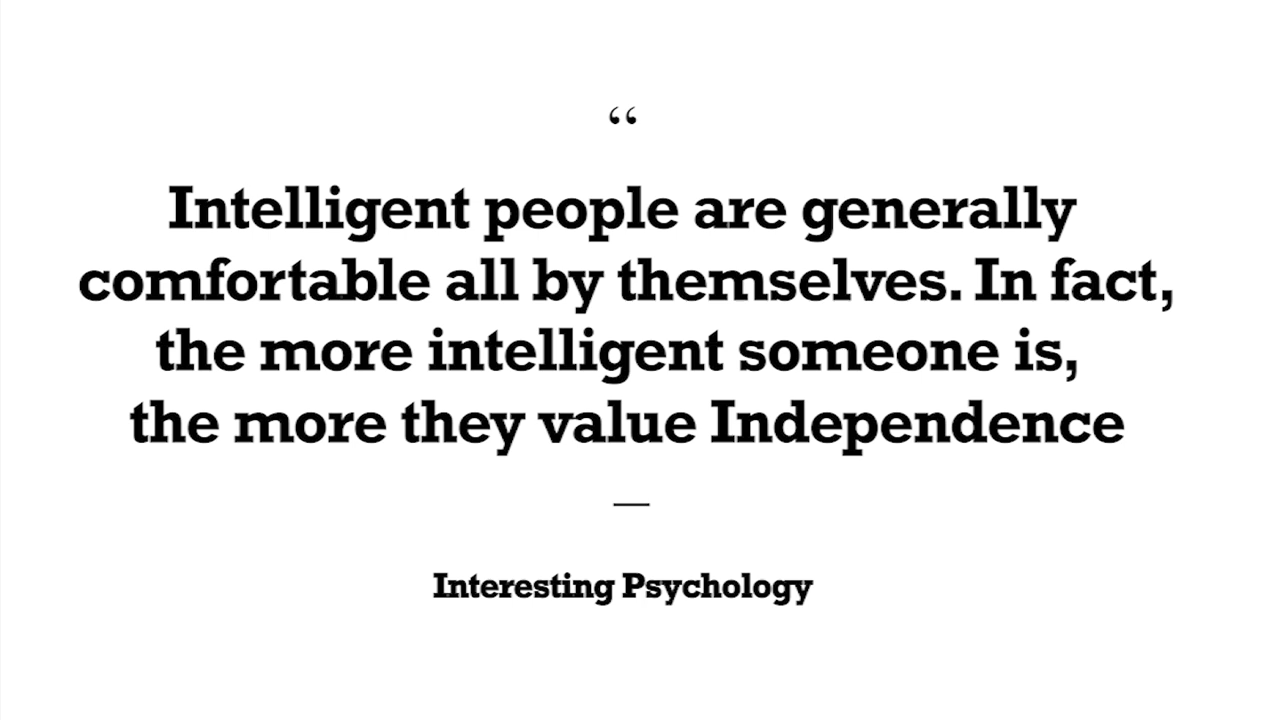 “
Intelligent people are generally
comfortable all by themselves. In fact,
the more intelligent someone is,
the more they value Independence
—
Interesting Psychology